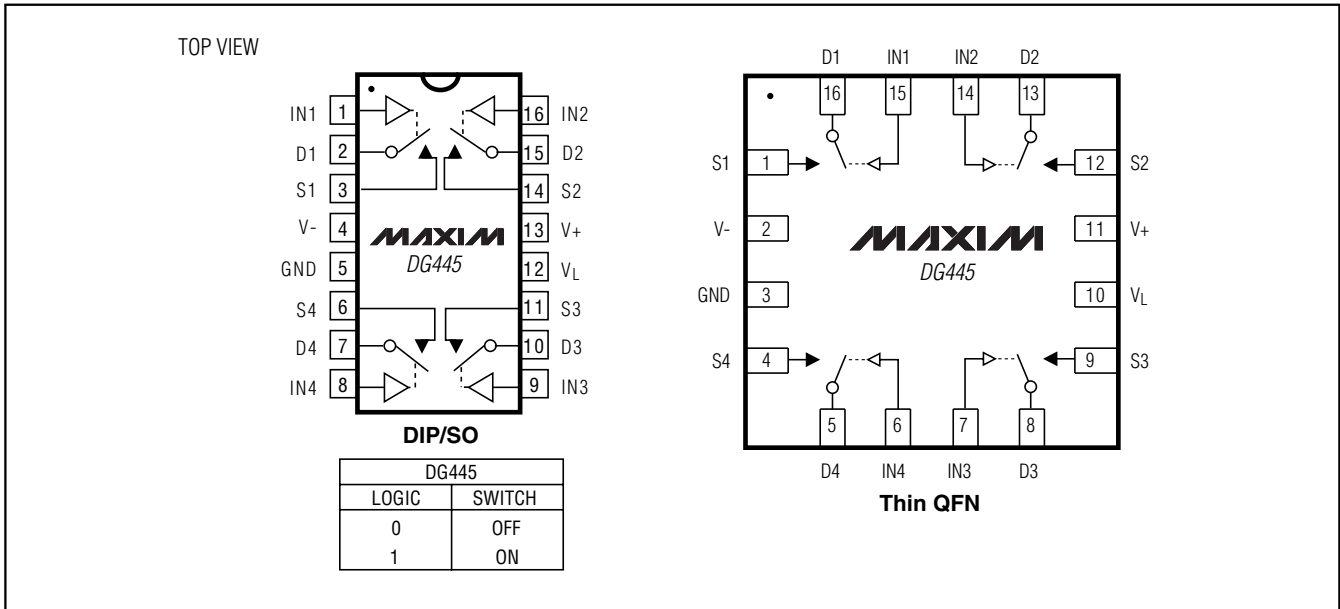 TOP VIEW
IN1 1 16 IN2
D1 2 15 D2
S1 3 14 S2
V- 4 13 V+
MAXIM
GND 5 DG445 12 VL
S4 6 11 S3
D4 7 10 D3
IN4 8 9 IN3
DIP/SO
DG445
LOGIC SWITCH
0 OFF
1 ON
D1 IN1 IN2 D2
16 15 14 13
S1 1 12 S2
V- 2 11 V+
MAXIM
DG445
GND 3 10 VL
S4 4 9 S3
5 6 7 8
D4 IN4 IN3 D3
Thin QFN